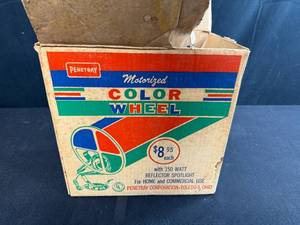 PENETRAY
Motorized
COLOR
WHEEL
$8.95
each
with 150 WATT
REFLECTOR SPOTLIGHT
For HOME and COMMERCIAL USE
PENETRAY CORPORATION-TOLEDO 5, OHIO